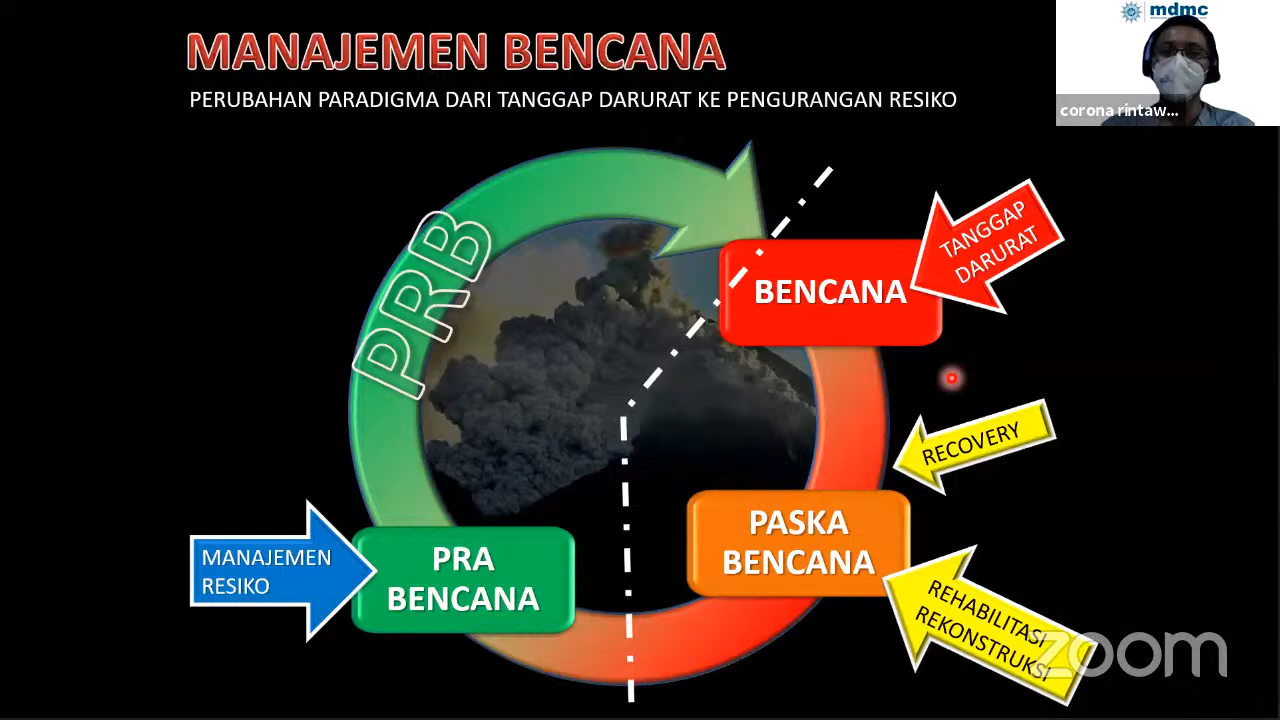 MANAJEMEN BENCANA
PERUBAHAN PARADIGMA DARI TANGGAP DARURAT KE PENGURANGAN RESIKO
mdmc
corona rintaw...
PRB
BENCANA
TANGGAP
DARURAT
RECOVERY
PASKA
BENCANA
REHABILITASI
REKONSTRUKSI
MANAJEMEN
RESIKO
PRA
BENCANA
zoom